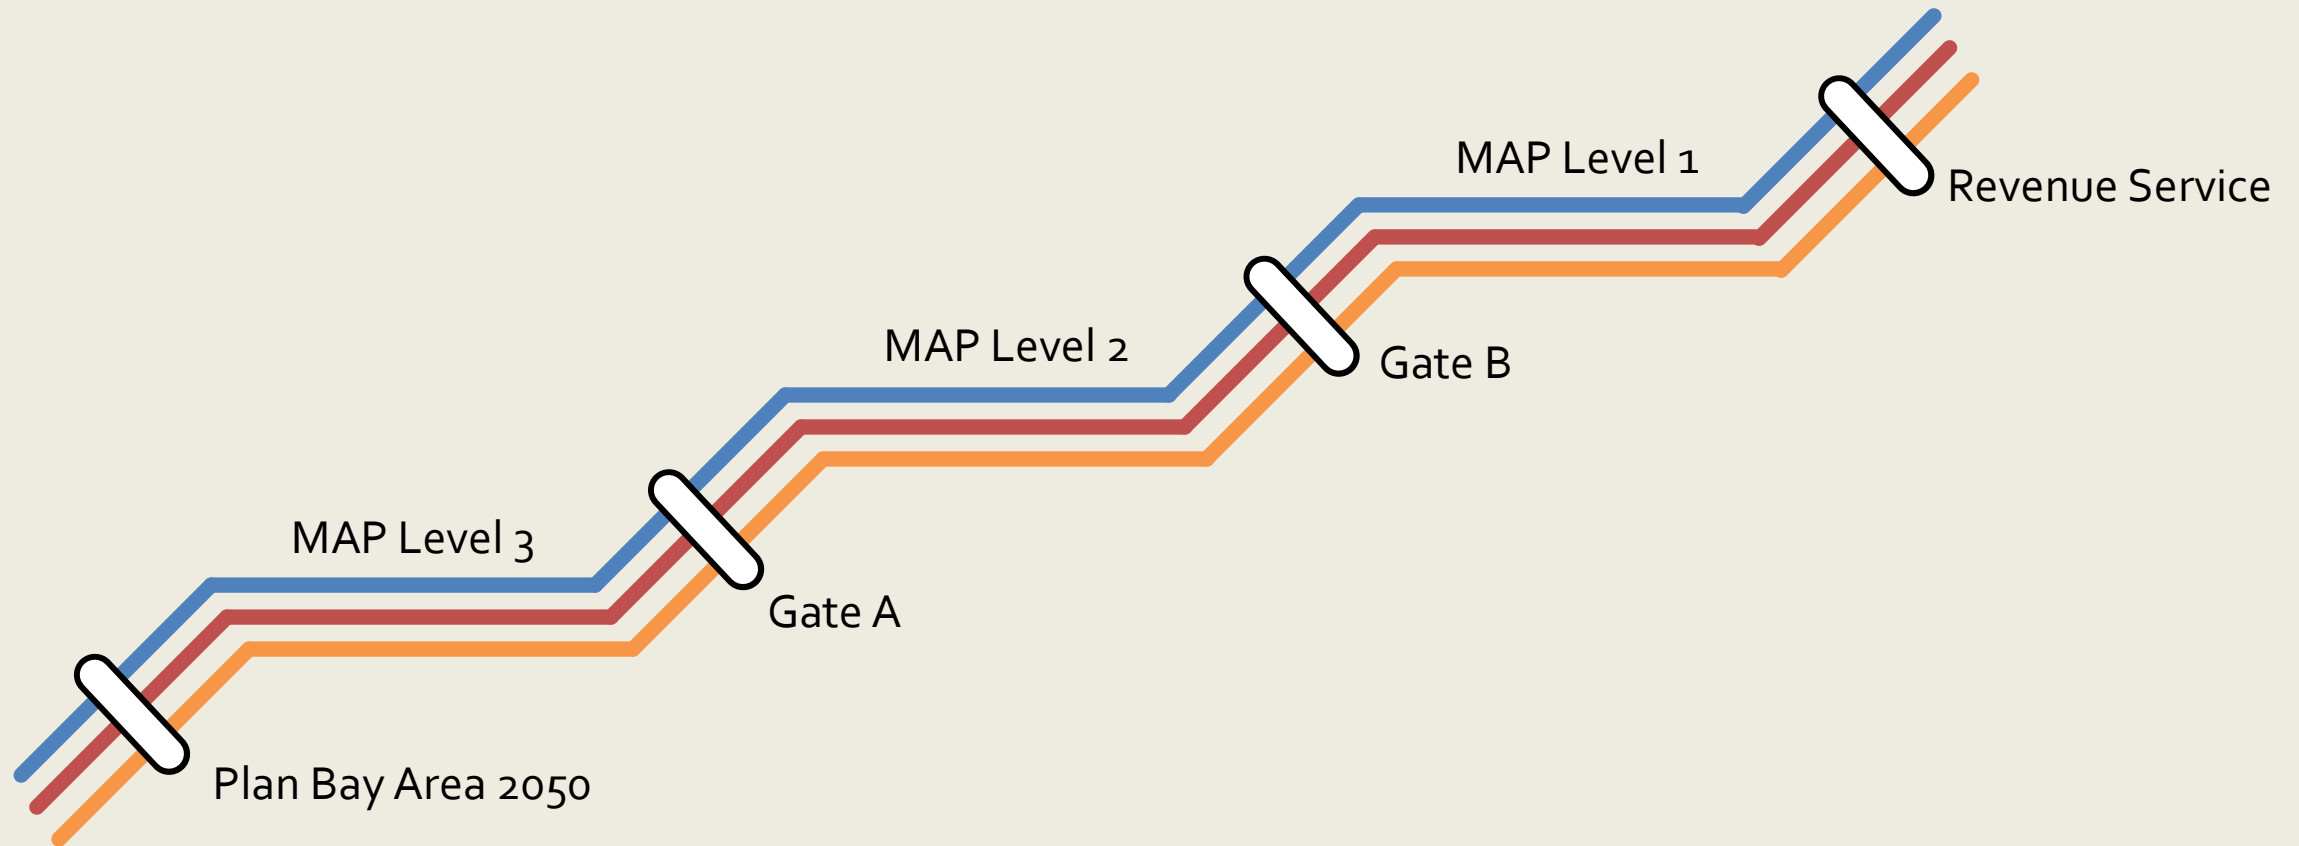 MAP Level 1
Revenue Service
MAP Level 2
Gate B
MAP Level 3
Gate A
Plan Bay Area 2050